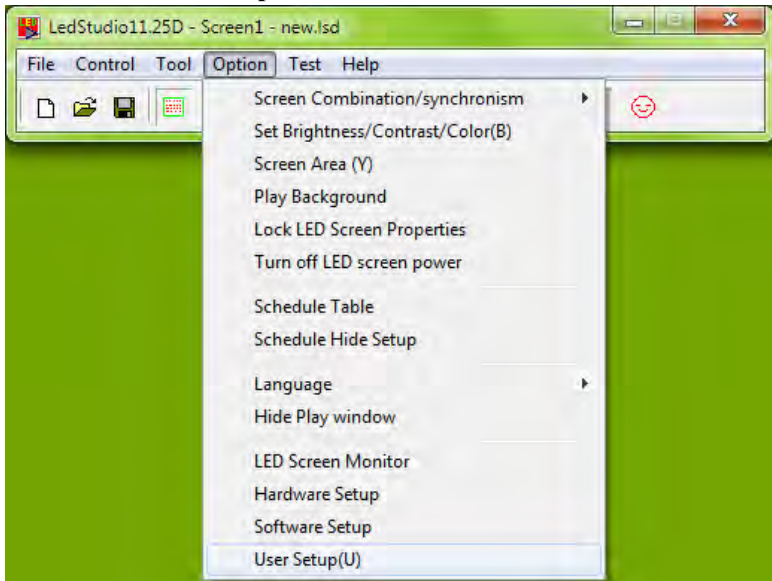 LedStudio11.25D - Screen1 - new.lsd
File Control Tool Option Test Help
Screen Combination/synchronism
Set Brightness/Contrast/Color(B)
Screen Area (Y)
Play Background
Lock LED Screen Properties
Turn off LED screen power
Schedule Table
Schedule Hide Setup
Language
Hide Play window
LED Screen Monitor
Hardware Setup
Software Setup
User Setup(U)